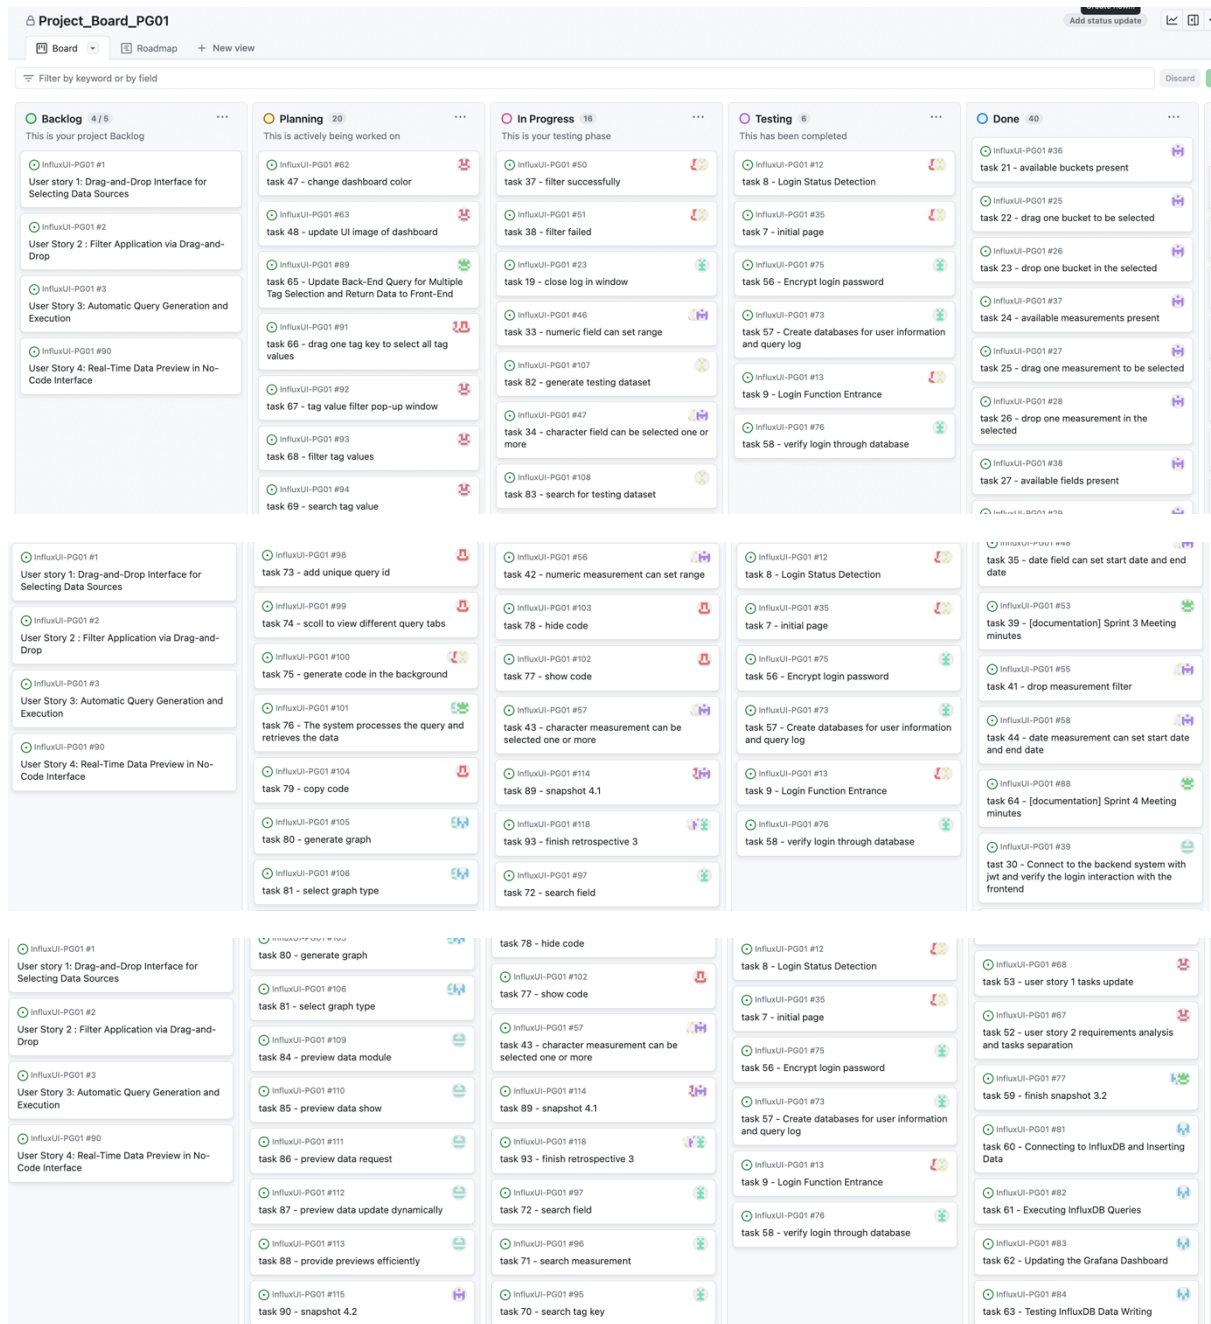 Project_Board_PG01
Add status update
Board
Roadmap
+ New view
Filter by keyword or by field
Discard
Backlog 4 / 5
This is your project Backlog
InfluxUI-PG01 #1
User story 1: Drag-and-Drop Interface for
Selecting Data Sources
InfluxUI-PG01 #2
User Story 2 : Filter Application via Drag-and-
Drop
InfluxUI-PG01 #3
User Story 3: Automatic Query Generation and
Execution
InfluxUI-PG01 #90
User Story 4: Real-Time Data Preview in No-
Code Interface
Planning 20
This is actively being worked on
InfluxUI-PG01 #62
task 47 - change dashboard color
InfluxUI-PG01 #63
task 48 - update UI image of dashboard
InfluxUI-PG01 #89
task 65 - Update Back-End Query for Multiple
Tag Selection and Return Data to Front-End
InfluxUI-PG01 #91
task 66 - drag one tag key to select all tag
values
InfluxUI-PG01 #92
task 67 - tag value filter pop-up window
InfluxUI-PG01 #93
task 68 - filter tag values
InfluxUI-PG01 #94
task 69 - search tag value
In Progress 16
This is your testing phase
InfluxUI-PG01 #50
task 37 - filter successfully
InfluxUI-PG01 #51
task 38 - filter failed
InfluxUI-PG01 #23
task 19 - close log in window
InfluxUI-PG01 #46
task 33 - numeric field can set range
InfluxUI-PG01 #107
task 82 - generate testing dataset
InfluxUI-PG01 #47
task 34 - character field can be selected one or
more
InfluxUI-PG01 #108
task 83 - search for testing dataset
Testing 6
This has been completed
InfluxUI-PG01 #12
task 8 - Login Status Detection
InfluxUI-PG01 #35
task 7 - initial page
InfluxUI-PG01 #75
task 56 - Encrypt login password
InfluxUI-PG01 #73
task 57 - Create databases for user information
and query log
InfluxUI-PG01 #13
task 9 - Login Function Entrance
InfluxUI-PG01 #76
task 58 - verify login through database
Done 40
InfluxUI-PG01 #36
task 21 - available buckets present
InfluxUI-PG01 #25
task 22 - drag one bucket to be selected
InfluxUI-PG01 #26
task 23 - drop one bucket in the selected
InfluxUI-PG01 #37
task 24 - available measurements present
InfluxUI-PG01 #27
task 25 - drag one measurement to be selected
InfluxUI-PG01 #28
task 26 - drop one measurement in the
selected
InfluxUI-PG01 #38
task 27 - available fields present
InfluxUI-PG01 #29
InfluxUI-PG01 #1
User story 1: Drag-and-Drop Interface for
Selecting Data Sources
InfluxUI-PG01 #2
User Story 2 : Filter Application via Drag-and-
Drop
InfluxUI-PG01 #3
User Story 3: Automatic Query Generation and
Execution
InfluxUI-PG01 #90
User Story 4: Real-Time Data Preview in No-
Code Interface
InfluxUI-PG01 #98
task 73 - add unique query id
InfluxUI-PG01 #99
task 74 - scoll to view different query tabs
InfluxUI-PG01 #100
task 75 - generate code in the background
InfluxUI-PG01 #101
task 76 - The system processes the query and
retrieves the data
InfluxUI-PG01 #104
task 79 - copy code
InfluxUI-PG01 #105
task 80 - generate graph
InfluxUI-PG01 #106
task 81 - select graph type
InfluxUI-PG01 #56
task 42 - numeric measurement can set range
InfluxUI-PG01 #103
task 78 - hide code
InfluxUI-PG01 #102
task 77 - show code
InfluxUI-PG01 #57
task 43 - character measurement can be
selected one or more
InfluxUI-PG01 #114
task 89 - snapshot 4.1
InfluxUI-PG01 #118
task 93 - finish retrospective 3
InfluxUI-PG01 #97
task 72 - search field
InfluxUI-PG01 #12
task 8 - Login Status Detection
InfluxUI-PG01 #35
task 7 - initial page
InfluxUI-PG01 #75
task 56 - Encrypt login password
InfluxUI-PG01 #73
task 57 - Create databases for user information
and query log
InfluxUI-PG01 #13
task 9 - Login Function Entrance
InfluxUI-PG01 #76
task 58 - verify login through database
InfluxUI-PG01 #48
task 35 - date field can set start date and end
date
InfluxUI-PG01 #53
task 39 - [documentation] Sprint 3 Meeting
minutes
InfluxUI-PG01 #55
task 41 - drop measurement filter
InfluxUI-PG01 #58
task 44 - date measurement can set start date
and end date
InfluxUI-PG01 #88
task 64 - [documentation] Sprint 4 Meeting
minutes
InfluxUI-PG01 #39
tast 30 - Connect to the backend system with
jwt and verify the login interaction with the
frontend
InfluxUI-PG01 #1
User story 1: Drag-and-Drop Interface for
Selecting Data Sources
InfluxUI-PG01 #2
User Story 2 : Filter Application via Drag-and-
Drop
InfluxUI-PG01 #3
User Story 3: Automatic Query Generation and
Execution
InfluxUI-PG01 #90
User Story 4: Real-Time Data Preview in No-
Code Interface
InfluxUI-PG01 #105
task 80 - generate graph
InfluxUI-PG01 #106
task 81 - select graph type
InfluxUI-PG01 #109
task 84 - preview data module
InfluxUI-PG01 #110
task 85 - preview data show
InfluxUI-PG01 #111
task 86 - preview data request
InfluxUI-PG01 #112
task 87 - preview data update dynamically
InfluxUI-PG01 #113
task 88 - provide previews efficiently
InfluxUI-PG01 #115
task 90 - snapshot 4.2
task 78 - hide code
InfluxUI-PG01 #102
task 77 - show code
InfluxUI-PG01 #57
task 43 - character measurement can be
selected one or more
InfluxUI-PG01 #114
task 89 - snapshot 4.1
InfluxUI-PG01 #118
task 93 - finish retrospective 3
InfluxUI-PG01 #97
task 72 - search field
InfluxUI-PG01 #96
task 71 - search measurement
InfluxUI-PG01 #95
task 70 - search tag key
InfluxUI-PG01 #12
task 8 - Login Status Detection
InfluxUI-PG01 #35
task 7 - initial page
InfluxUI-PG01 #75
task 56 - Encrypt login password
InfluxUI-PG01 #73
task 57 - Create databases for user information
and query log
InfluxUI-PG01 #13
task 9 - Login Function Entrance
InfluxUI-PG01 #76
task 58 - verify login through database
InfluxUI-PG01 #68
task 53 - user story 1 tasks update
InfluxUI-PG01 #67
task 52 - user story 2 requirements analysis
and tasks separation
InfluxUI-PG01 #77
task 59 - finish snapshot 3.2
InfluxUI-PG01 #81
task 60 - Connecting to InfluxDB and Inserting
Data
InfluxUI-PG01 #82
task 61 - Executing InfluxDB Queries
InfluxUI-PG01 #83
task 62 - Updating the Grafana Dashboard
InfluxUI-PG01 #84
task 63 - Testing InfluxDB Data Writing